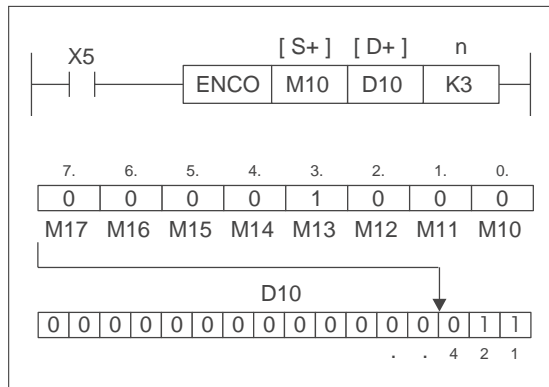 [ S+ ] [ D+ ] n
X5
ENCO M10 D10 K3
7. 6. 5. 4. 3. 2. 1. 0.
0 0 0 0 1 0 0 0
M17 M16 M15 M14 M13 M12 M11 M10
D10
0 0 0 0 0 0 0 0 0 0 0 0 0 0 1 1
. . 4 2 1